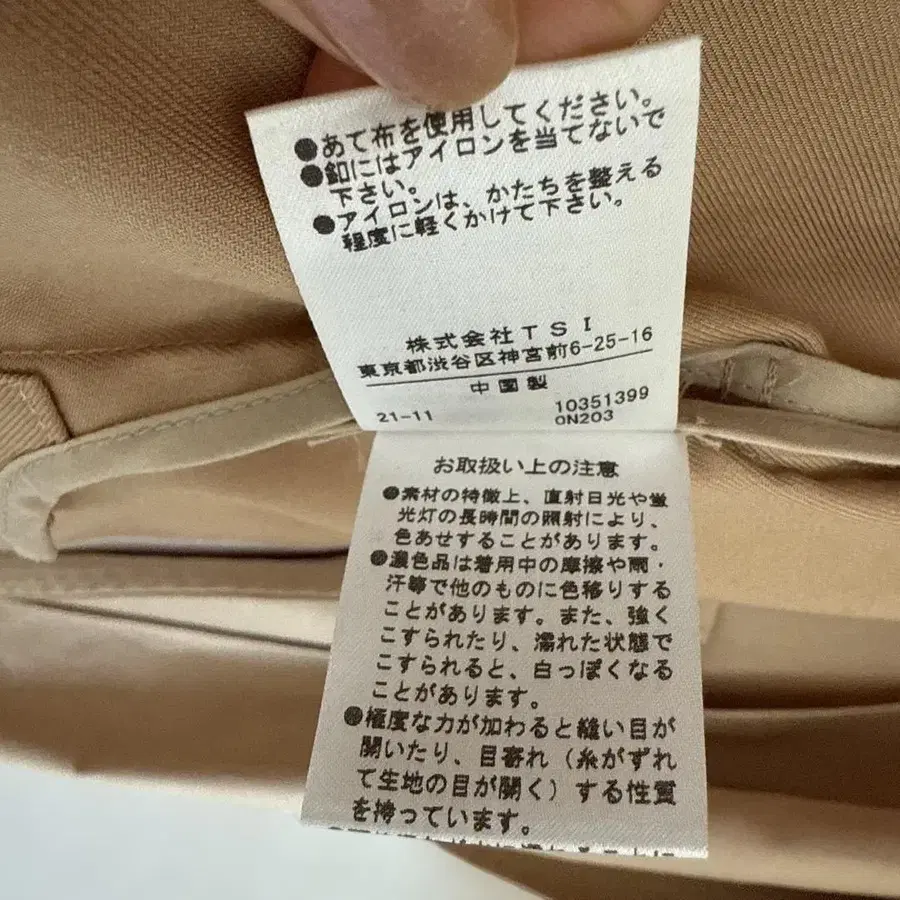 ●あて布を使用してください。
●釦にはアイロンを当てないで
下さい。
●アイロンは、かたちを整える
程度に軽くかけて下さい。
株式会社TSI
東京都渋谷区神宮前6-25-16
中国製
21-11 10351399
0N203
お取扱い上の注意
●素材の特徴上、直射日光や蛍
光灯の長時間の照射により、
色あせすることがあります。
●濃色品は着用中の摩擦や雨・
汗等で他のものに色移りする
ことがあります。また、強く
こすられたり、濡れた状態で
こすられると、白っぽくなる
ことがあります。
●極度な力が加わると縫い目が
開いたり、目寄れ(糸がずれ
て生地の目が開く)する性質
を持っています。